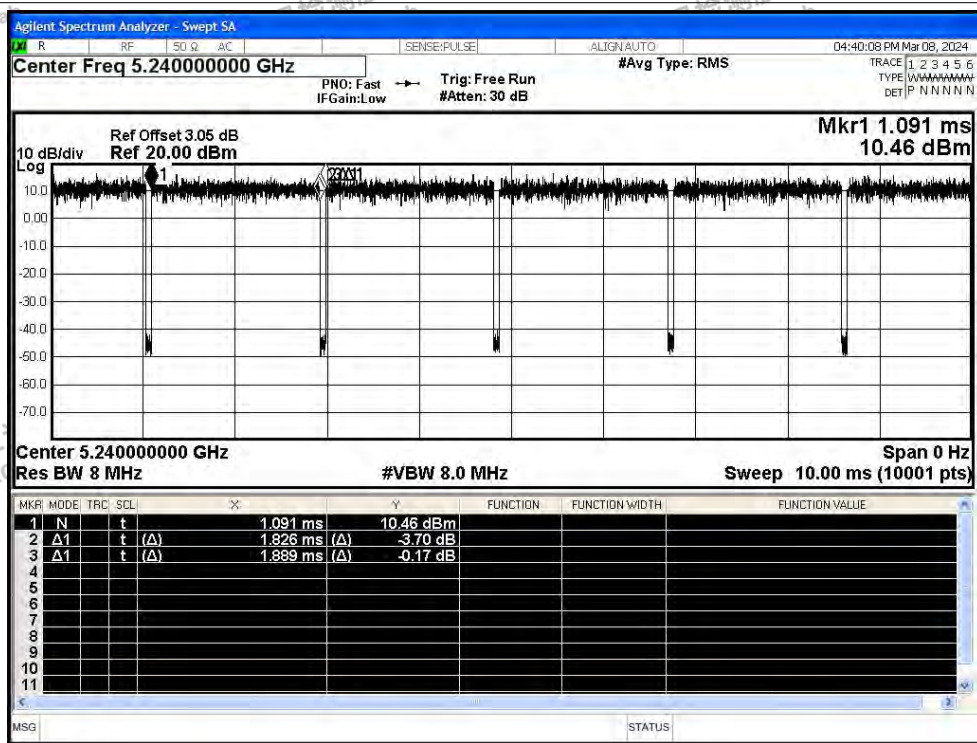 Agilent Spectrum Analyzer - Swept SA
R RF 50 Ω AC SENSE:PULSE ALIGN AUTO 04:40:08 PM Mar 08, 2024
Center Freq 5.240000000 GHz
#Avg Type: RMS
TRACE 1 2 3 4 5 6
PNO: Fast Trig: Free Run
TYPE WWWWWW
IFGain:Low #Atten: 30 dB
DET P N N N N N
Mkr1 1.091 ms
10.46 dBm
Ref Offset 3.05 dB
10 dB/div Ref 20.00 dBm
Log
1
10.0
0.00
-10.0
-20.0
-30.0
-40.0
-50.0
-60.0
-70.0
Center 5.240000000 GHz Span 0 Hz
Res BW 8 MHz #VBW 8.0 MHz Sweep 10.00 ms (10001 pts)
MKR MODE TRC SCL X Y FUNCTION FUNCTION WIDTH FUNCTION VALUE
1 N t 1.091 ms 10.46 dBm
2 Δ1 t (Δ) 1.826 ms (Δ) -3.70 dB
3 Δ1 t (Δ) 1.889 ms (Δ) -0.17 dB
4
5
6
7
8
9
10
11
MSG STATUS